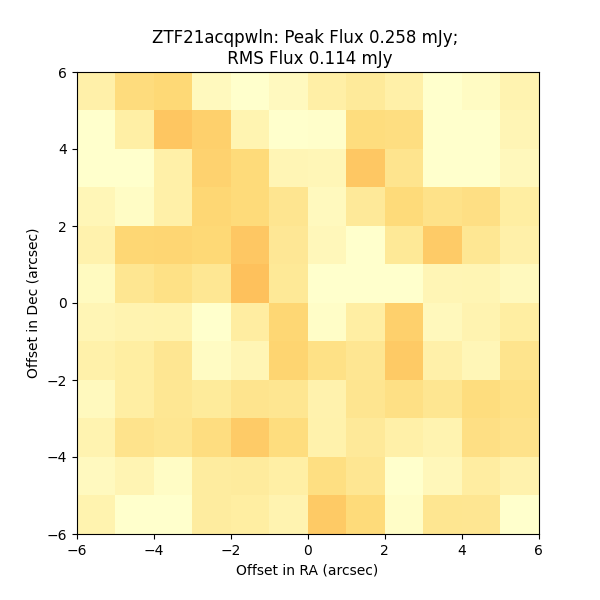 ZTF21acqpwln: Peak Flux 0.258 mJy;
RMS Flux 0.114 mJy
6
4
2
0
−2
−4
−6
Offset in Dec (arcsec)
−6 −4 −2 0 2 4 6
Offset in RA (arcsec)